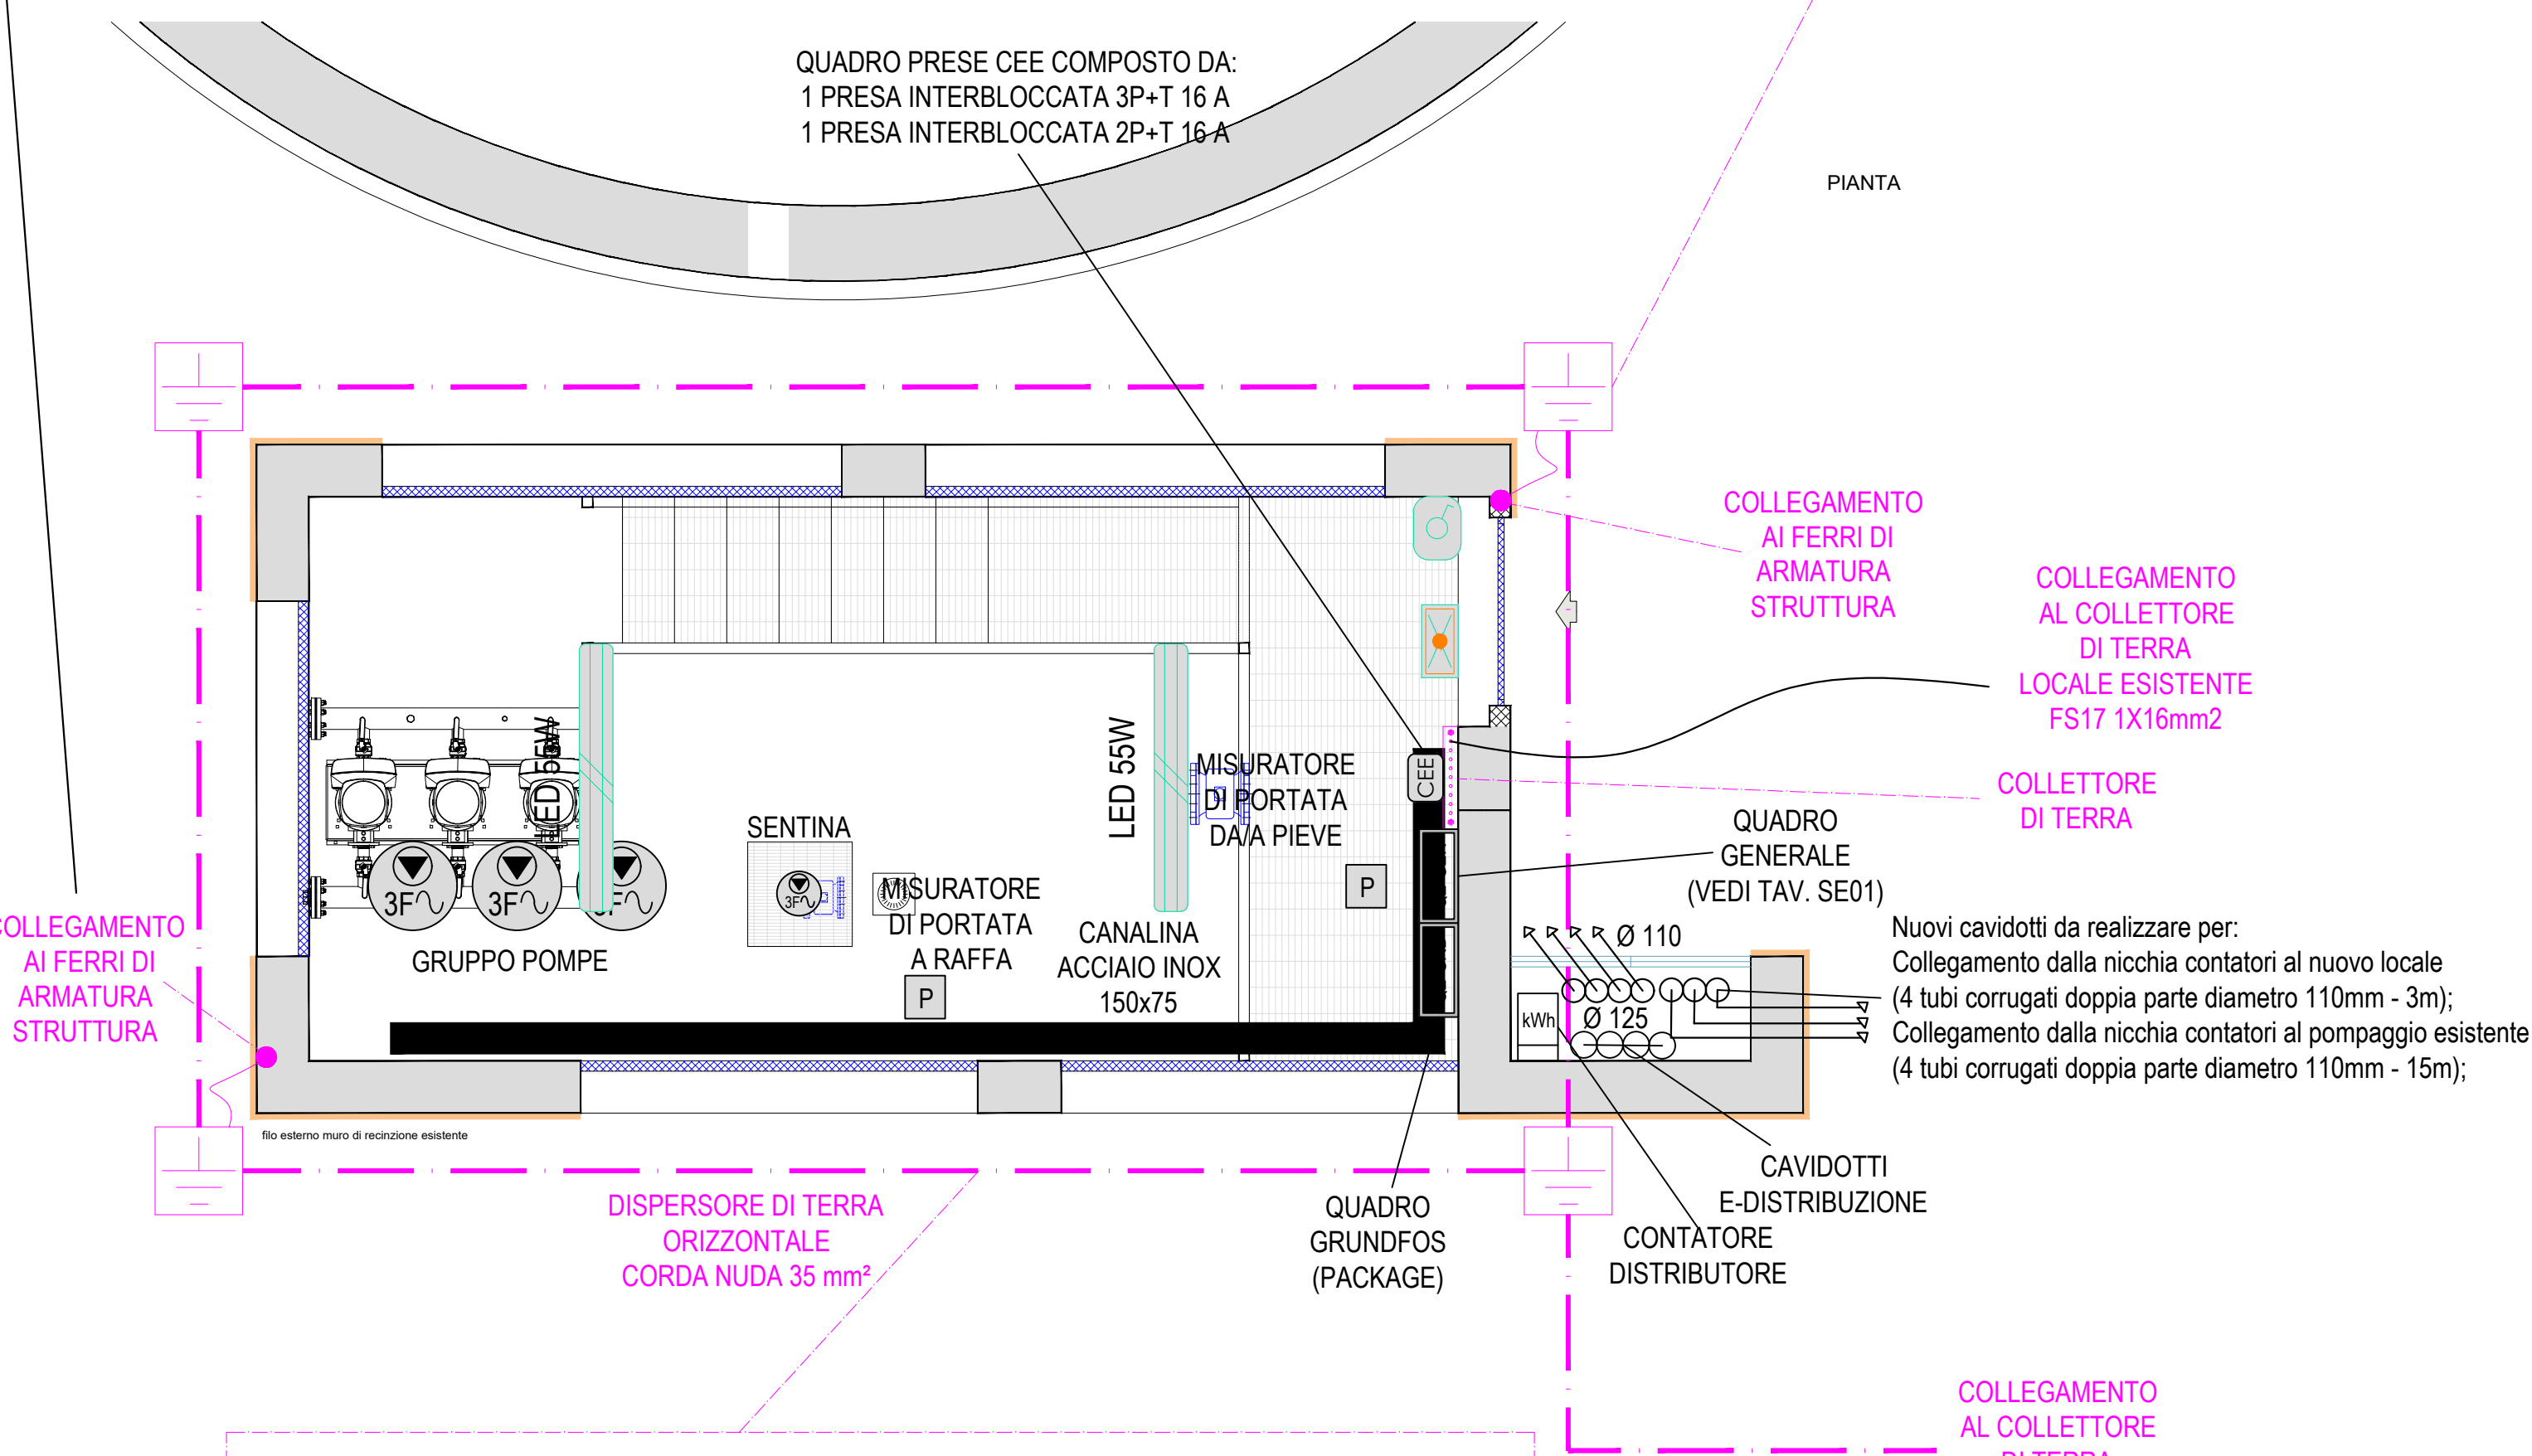 QUADRO PRESE CEE COMPOSTO DA:
1 PRESA INTERBLOCCATA 3P+T 16 A
1 PRESA INTERBLOCCATA 2P+T 16 A
PIANTA
COLLEGAMENTO
AI FERRI DI
ARMATURA
STRUTTURA
COLLEGAMENTO
AL COLLETTORE
DI TERRA
LOCALE ESISTENTE
FS17 1X16mm2
COLLETTORE
DI TERRA
LED 55W
LED 55W
MISURATORE
DI PORTATA
DA/A PIEVE
CEE
SENTINA
QUADRO
GENERALE
(VEDI TAV. SE01)
3F
3F
3F
3F
MISURATORE
DI PORTATA
A RAFFA
P
P
GRUPPO POMPE
CANALINA
ACCIAIO INOX
150x75
COLLEGAMENTO
AI FERRI DI
ARMATURA
STRUTTURA
Ø 110
kWh
Ø 125
Nuovi cavidotti da realizzare per:
Collegamento dalla nicchia contatori al nuovo locale
(4 tubi corrugati doppia parte diametro 110mm - 3m);
Collegamento dalla nicchia contatori al pompaggio esistente
(4 tubi corrugati doppia parte diametro 110mm - 15m);
filo esterno muro di recinzione esistente
CAVIDOTTI
E-DISTRIBUZIONE
DISPERSORE DI TERRA
ORIZZONTALE
CORDA NUDA 35 mm²
QUADRO
GRUNDFOS
(PACKAGE)
CONTATORE
DISTRIBUTORE
COLLEGAMENTO
AL COLLETTORE
DI TERRA